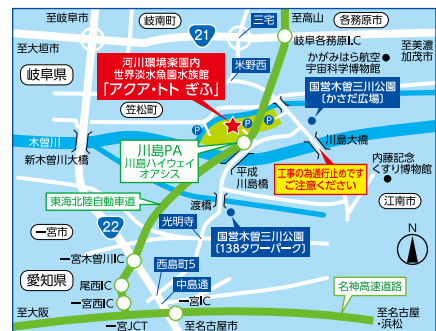 至岐阜市
岐南町
三宅
至高山
各務原市
21
岐阜各務原I.C
至大垣市
至美濃
加茂市
河川環境楽園内
世界淡水魚園水族館
「アクア・トト ぎふ」
米野西
かがみはら航空
宇宙科学博物館
岐阜県
国営木曽三川公園
〔かさだ広場〕
笠松町
P
P
P
P
木曽川
新木曽川大橋
川島PA
川島ハイウェイ
オアシス
川島大橋
平成
川島橋
工事の為通行止めです
ご注意ください
内藤記念
くすり博物館
東海北陸自動車道
渡橋
江南市
光明寺
一宮市
22
国営木曽三川公園
〔138タワーパーク〕
N
西島町5
一宮木曽川IC
愛知県
尾西IC
中島通
名神高速道路
一宮西IC
一宮IC
至大阪
一宮JCT
至名古屋市
至名古屋・
浜松